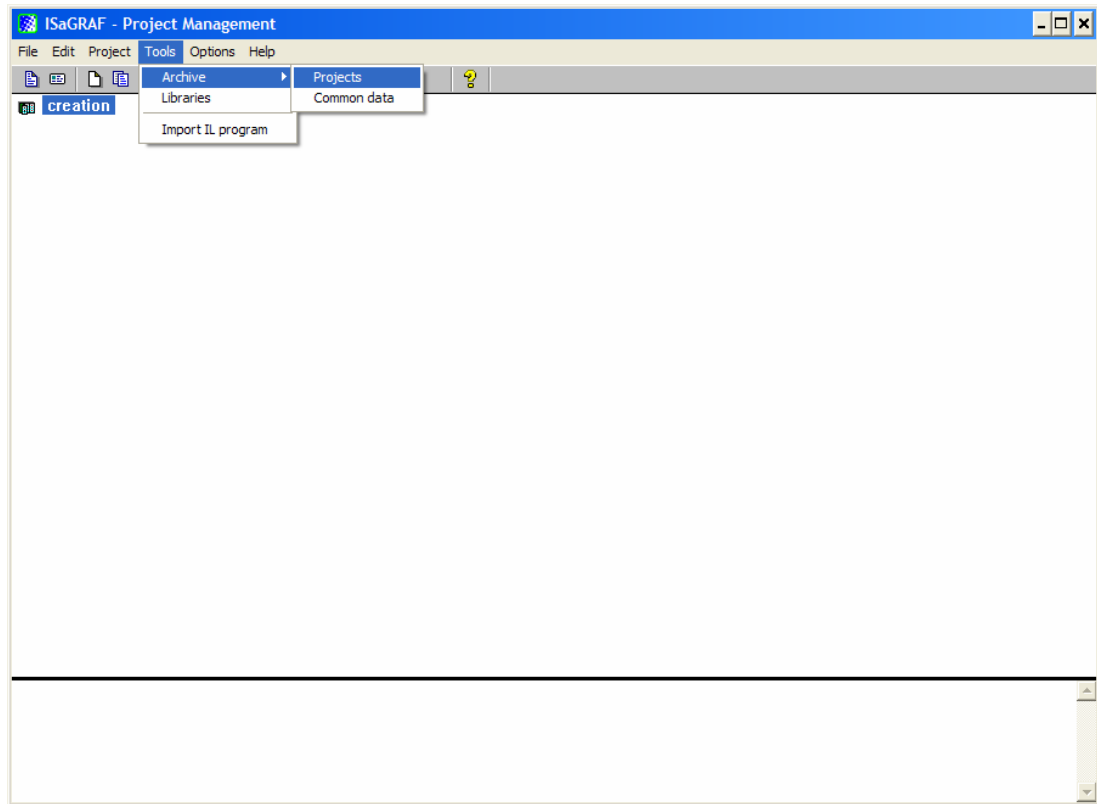 ISaGRAF - Project Management
File Edit Project Tools Options Help
Archive Projects
creation Libraries Common data
Import IL program